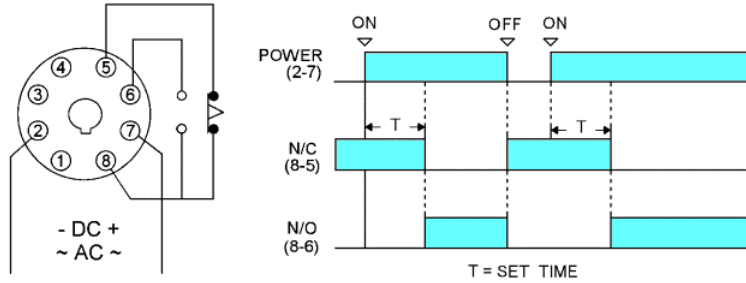 4 5
3 6
2 7
1 8
- DC +
~ AC ~
ON OFF ON
POWER
(2-7)
T T
N/C
(8-5)
N/O
(8-6)
T = SET TIME